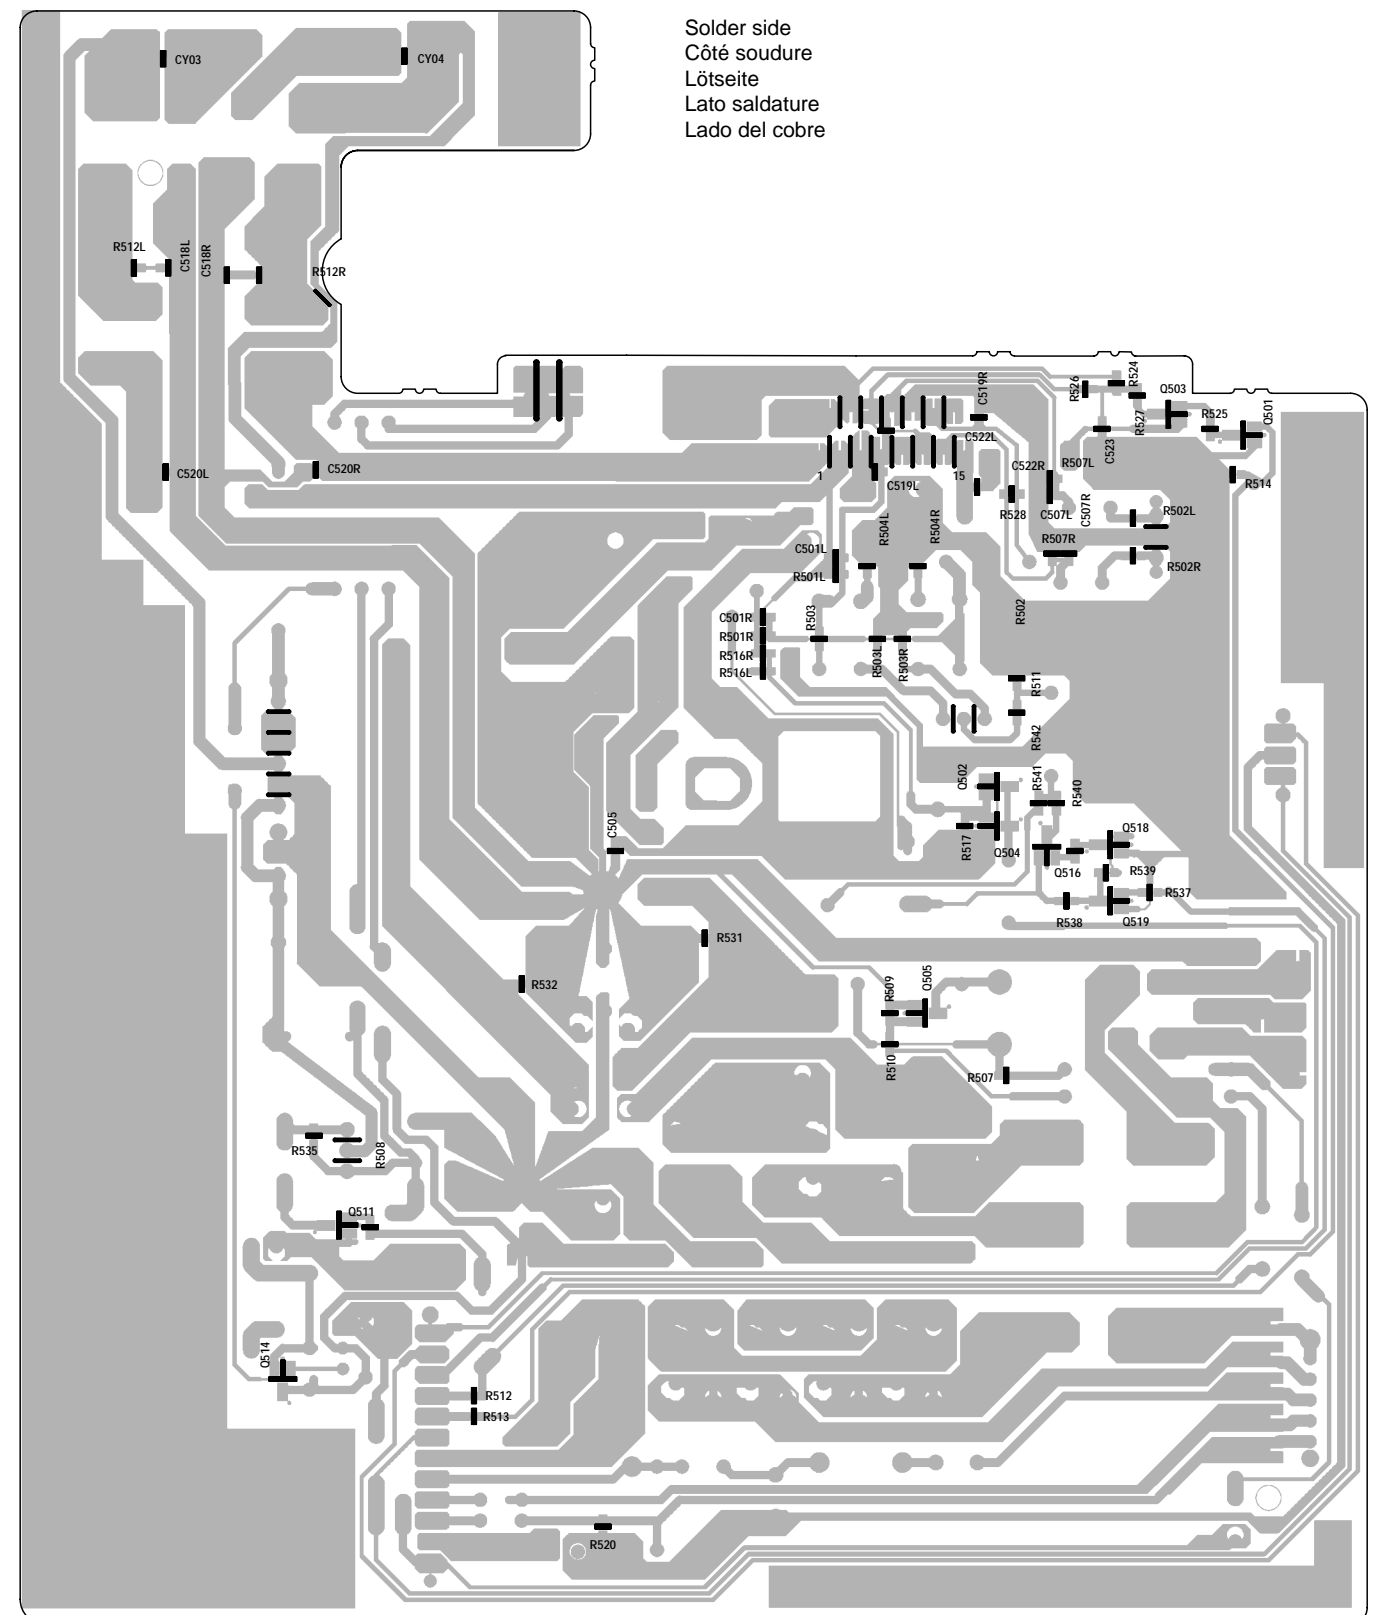 Solder side
Côté soudure
Lötseite
Lato saldature
Lado del cobre
CY03
CY04
R512L
C518L
C518R
R512R
C519R
R526
R524
Q503
R527
R525
Q501
C523
C522L
C520L
C520R
1
C519L
15
C522R
R507L
R514
R528
C507L
C507R
R502L
R504L
R504R
R507R
C501L
R501L
R502R
C501R
R503
R502
R501R
R516R
R503L
R503R
R516L
R511
R542
Q502
R541
R540
C505
R517
Q504
Q518
Q516
R539
R537
R538
Q519
R531
R532
R509
Q505
R510
R507
R535
R508
Q511
Q514
R512
R513
R520